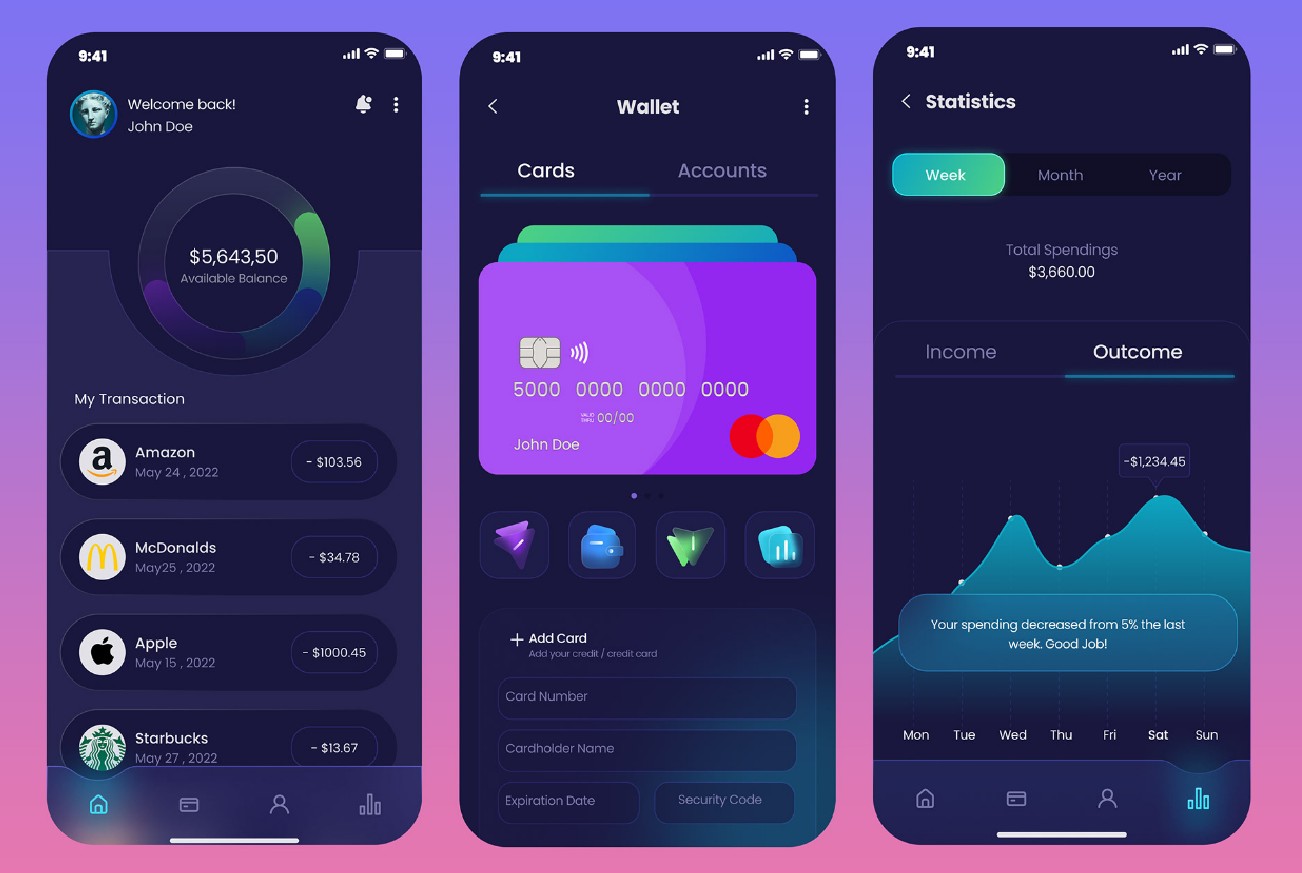 9:41
Welcome back!
John Doe
$5,643,50
Available Balance
My Transaction
Amazon
May 24 , 2022
- $103.56
McDonalds
May25 , 2022
- $34.78
Apple
May 15 , 2022
- $1000.45
Starbucks
May 27 , 2022
- $13.67
9:41
Wallet
Cards
Accounts
5000 0000 0000 0000
VALID
THRU
00/00
John Doe
Add Card
Add your credit / credit card
Card Number
Cardholder Name
Expiration Date
Security Code
9:41
Statistics
Week
Month
Year
Total Spendings
$3,660.00
Income
Outcome
-$1,234.45
Your spending decreased from 5% the last
week. Good Job!
Mon Tue Wed Thu Fri Sat Sun